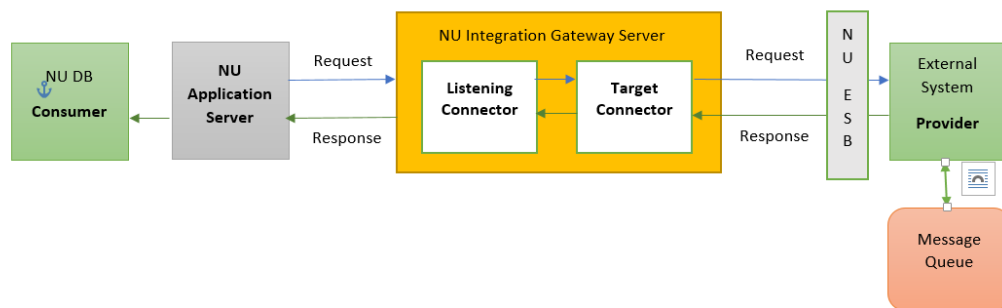 NU DB
Consumer
NU
Application
Server
Request
Response
NU Integration Gateway Server
Listening
Connector
Target
Connector
Request
Response
N
U
E
S
B
External
System
Provider
Message
Queue